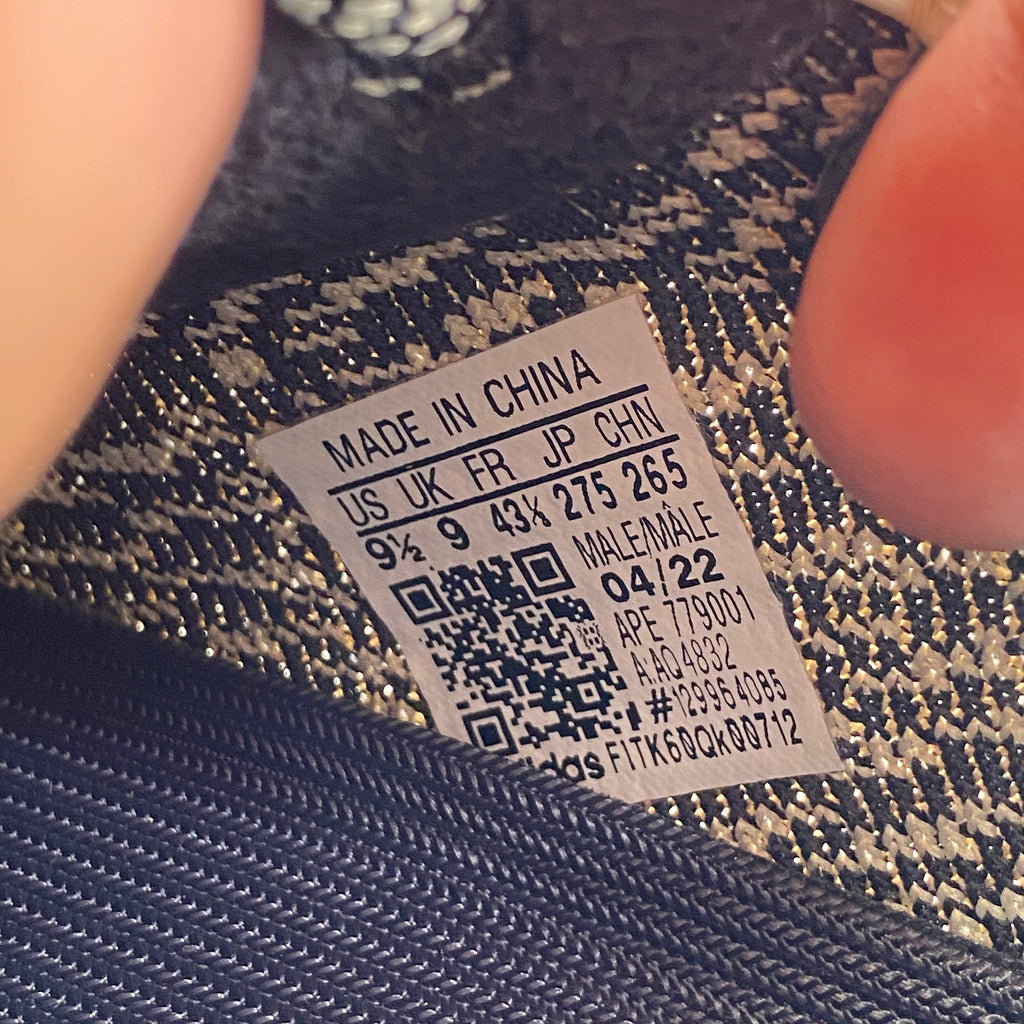 MADE IN CHINA
US UK FR JP CHN
9½ 9 43⅓ 275 265
MALE/MÂLE
04/22
APE 779001
A:AQ4832
#129964085
F1TK60Qk00712